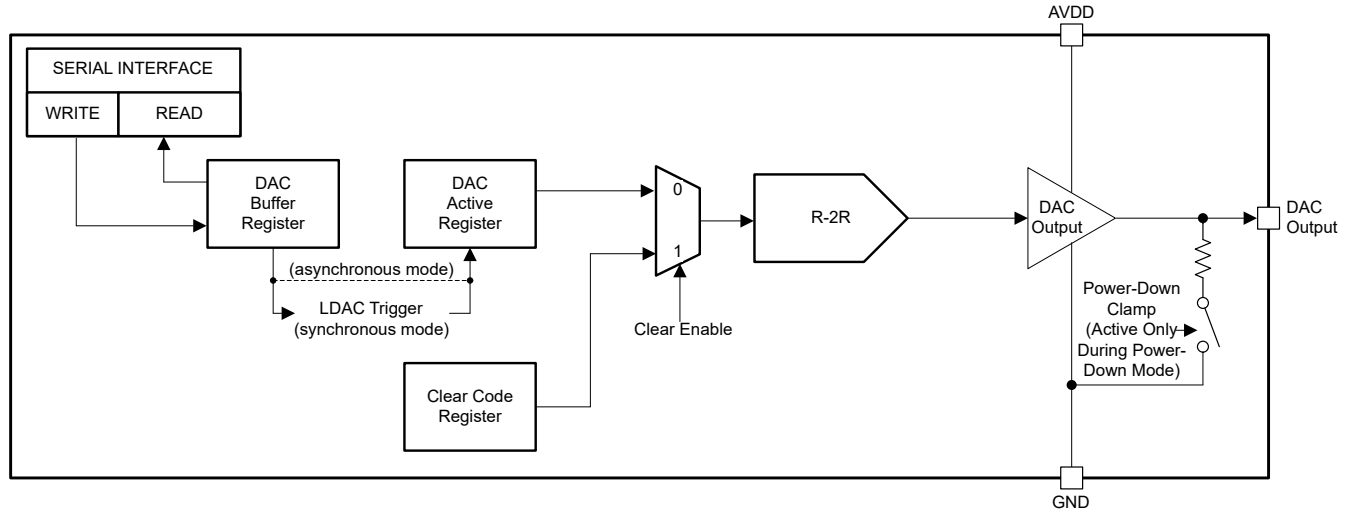 AVDD
SERIAL INTERFACE
WRITE
READ
DAC
Buffer
Register
DAC
Active
Register
0
1
R-2R
DAC
Output
DAC
Output
(asynchronous mode)
LDAC Trigger
(synchronous mode)
Clear Enable
Power-Down
Clamp
(Active Only
During Power-
Down Mode)
Clear Code
Register
GND